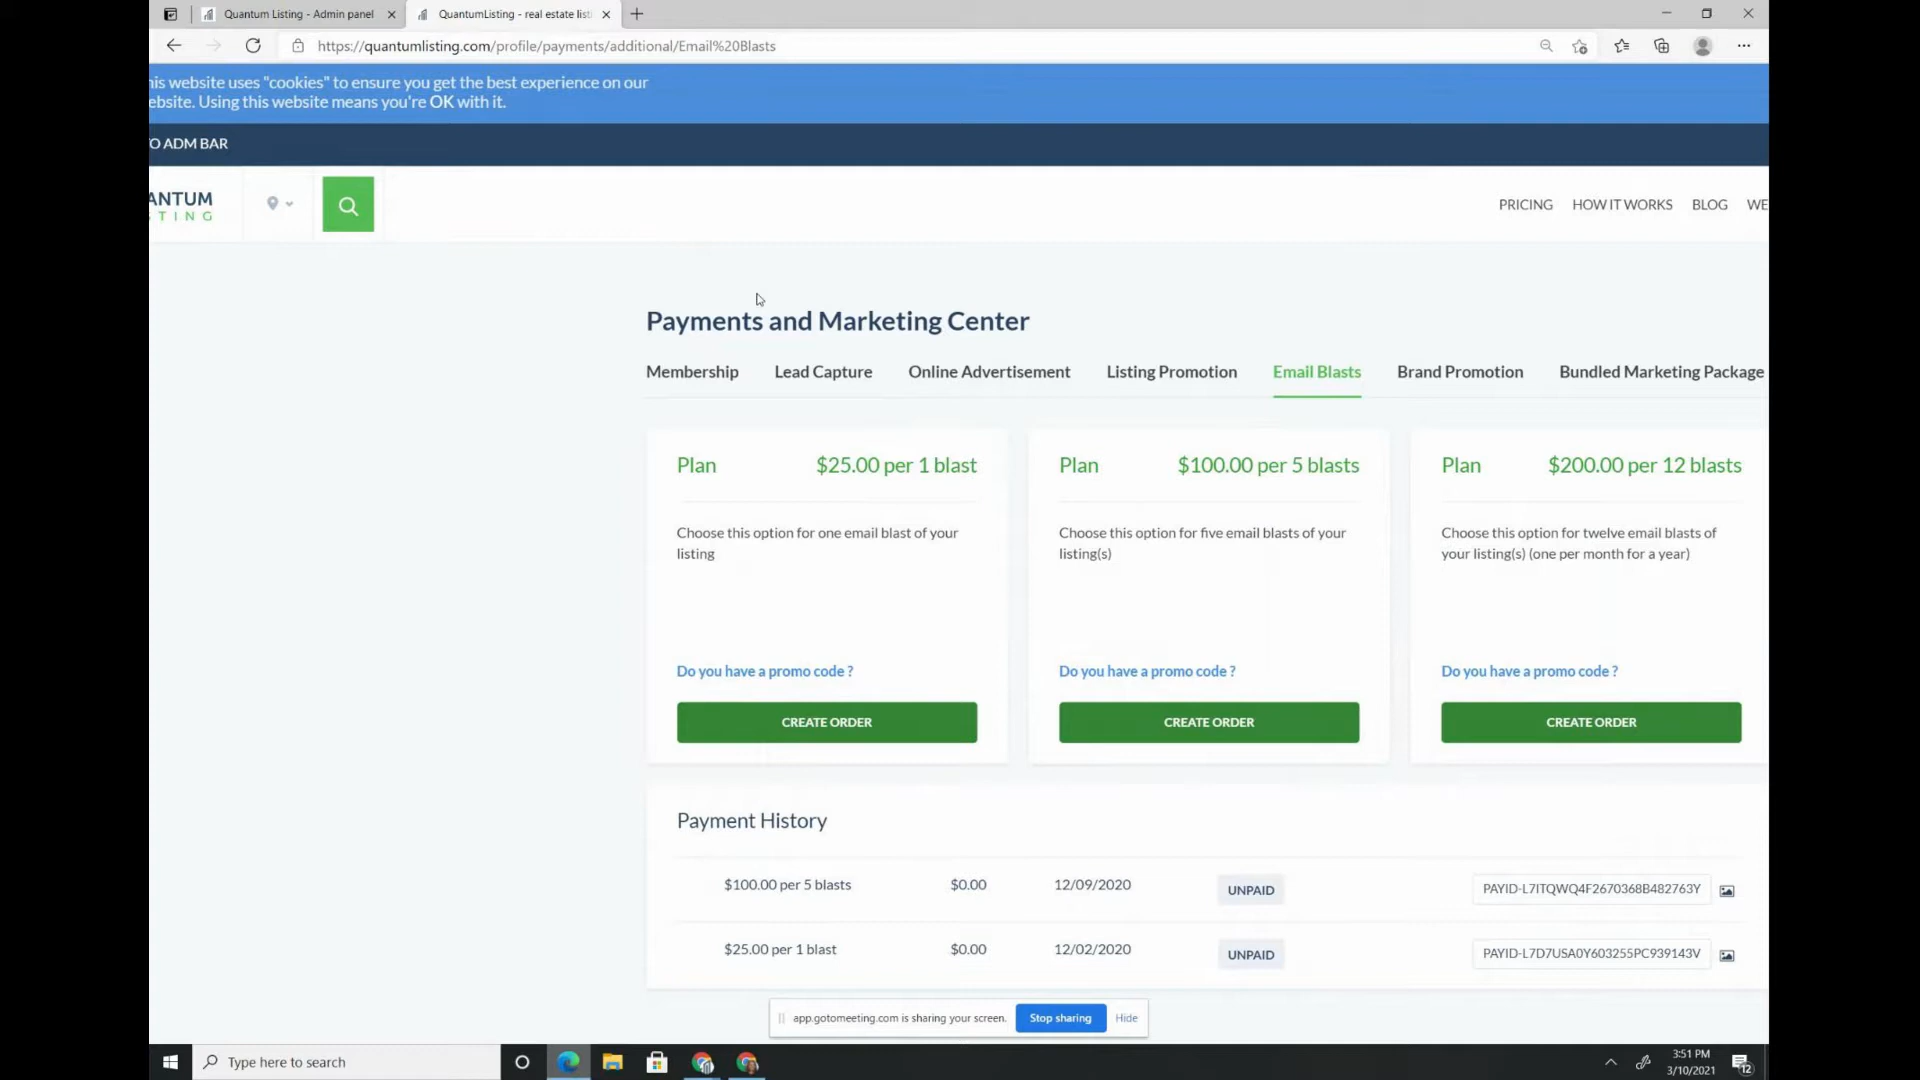 Quantum Listing - Admin panel
QuantumListing - real estate listi
https://quantumlisting.com/profile/payments/additional/Email%20Blasts
his website uses "cookies" to ensure you get the best experience on our
ebsite. Using this website means you're OK with it.
O ADM BAR
ANTUM
STING
PRICING HOW IT WORKS BLOG WE
Payments and Marketing Center
Membership Lead Capture Online Advertisement Listing Promotion Email Blasts Brand Promotion Bundled Marketing Package
Plan $25.00 per 1 blast
Choose this option for one email blast of your
listing
Do you have a promo code ?
CREATE ORDER
Plan $100.00 per 5 blasts
Choose this option for five email blasts of your
listing(s)
Do you have a promo code ?
CREATE ORDER
Plan $200.00 per 12 blasts
Choose this option for twelve email blasts of
your listing(s) (one per month for a year)
Do you have a promo code ?
CREATE ORDER
Payment History
$100.00 per 5 blasts $0.00 12/09/2020 UNPAID PAYID-L7ITQWQ4F2670368B482763Y
$25.00 per 1 blast $0.00 12/02/2020 UNPAID PAYID-L7D7USA0Y603255PC939143V
app.gotomeeting.com is sharing your screen. Stop sharing Hide
Type here to search
3:51 PM
3/10/2021
12